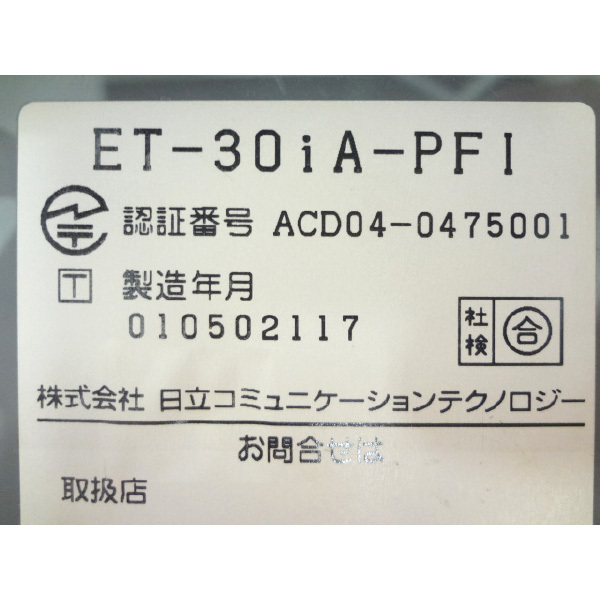 ET-30iA-PFI
認証番号 ACD04-0475001
T 製造年月
010502117
社検 合
株式会社 日立コミュニケーションテクノロジー
お問合せは
取扱店